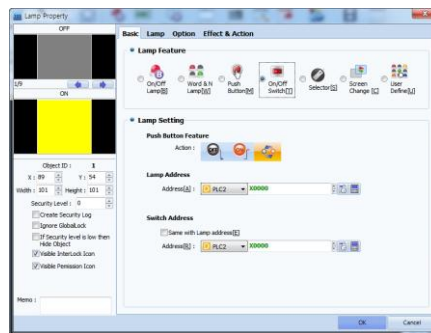 Lamp Property
OFF
1/9
ON
Object ID : 1
X : 89 Y : 54
Width : 101 Height : 101
Security Level : 0
Create Security Log
Ignore GlobalLock
If Security level is low then
Hide Object
Visible InterLock Icon
Visible Permission Icon
Memo :
Basic Lamp Option Effect & Action
Lamp Feature
On/Off
Lamp[B]
Word & N
Lamp[W]
Push
Button[M]
On/Off
Switch[T]
Selector[S]
Screen
Change [C]
User
Define[U]
Lamp Setting
Push Button Feature
Action :
Lamp Address
Address[A] : PLC2 X0000
Switch Address
Same with Lamp address[E]
Address[R] : PLC2 X0000
OK Cancel